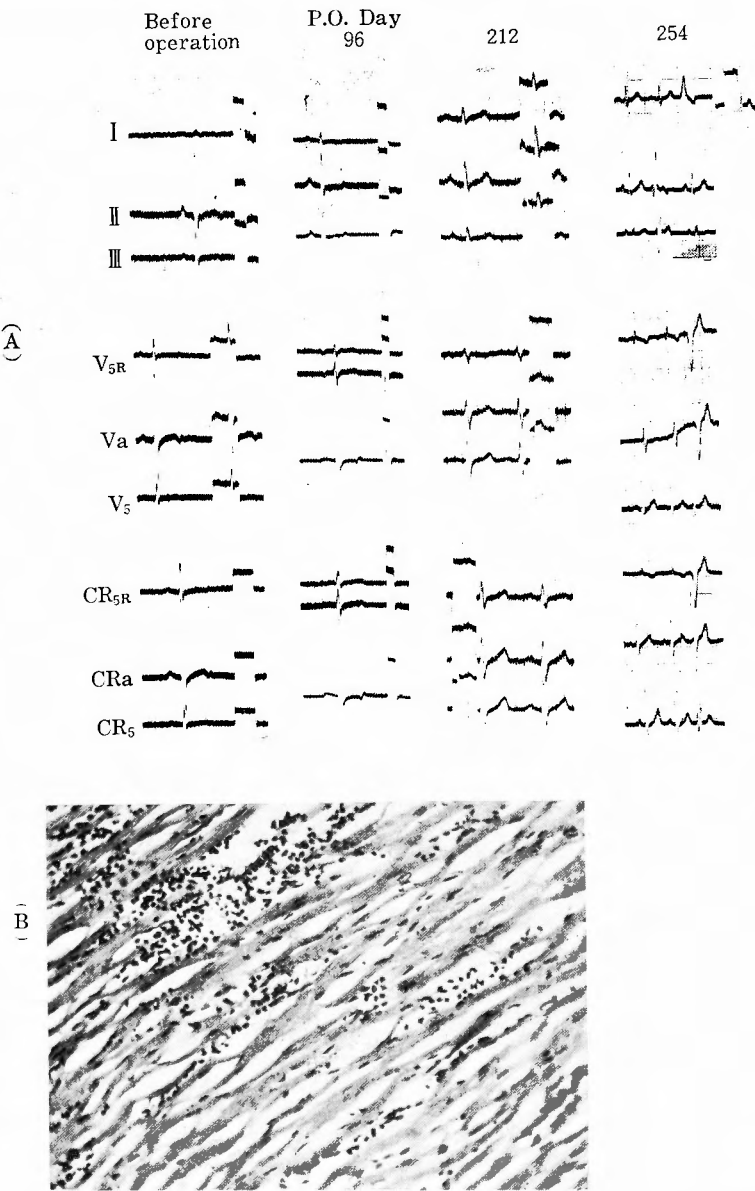 Before operation
P.O. Day
96
212
254
I
II
III
(A)
V5R
Va
V5
CR5R
CRa
CR5
(B)